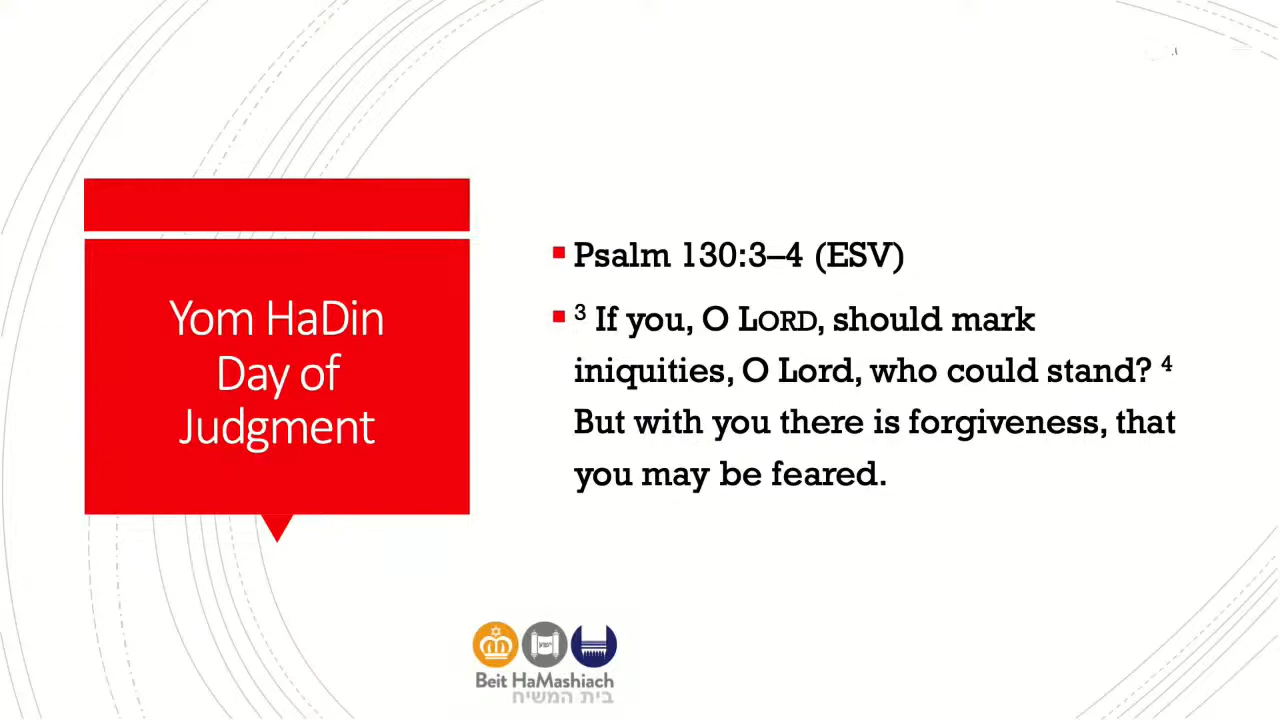 Yom HaDin
Day of
Judgment
Psalm 130:3–4 (ESV)
3 If you, O LORD, should mark
iniquities, O Lord, who could stand? 4
But with you there is forgiveness, that
you may be feared.
Beit HaMashiach
בית המשיח